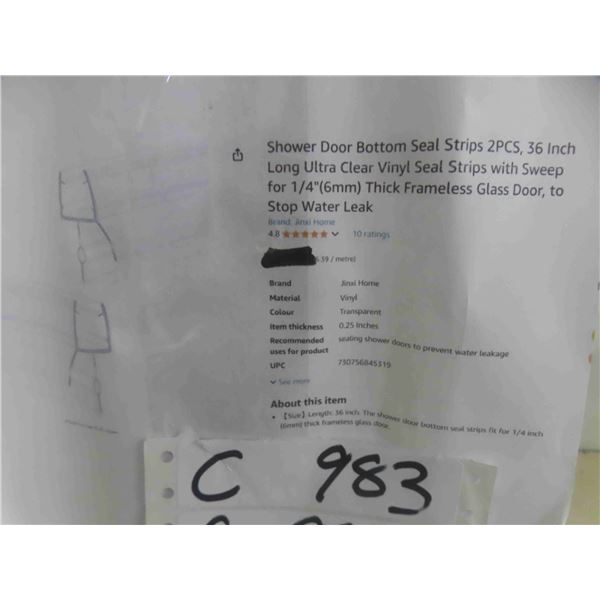 Shower Door Bottom Seal Strips 2PCS, 36 Inch
Long Ultra Clear Vinyl Seal Strips with Sweep
for 1/4"(6mm) Thick Frameless Glass Door, to
Stop Water Leak
Brand: Jinxi Home
4.8 10 ratings
6.39 / metre)
Brand Jinxi Home
Material Vinyl
Colour Transparent
Item thickness 0.25 Inches
Recommended sealing shower doors to prevent water leakage
uses for product
UPC 730756845319
See more
About this item
• 【Size】Length: 36 inch. The shower door bottom seal strips fit for 1/4 inch
(6mm) thick frameless glass door.
C 983